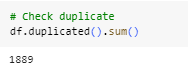 # Check duplicate
df.duplicated().sum()
1889